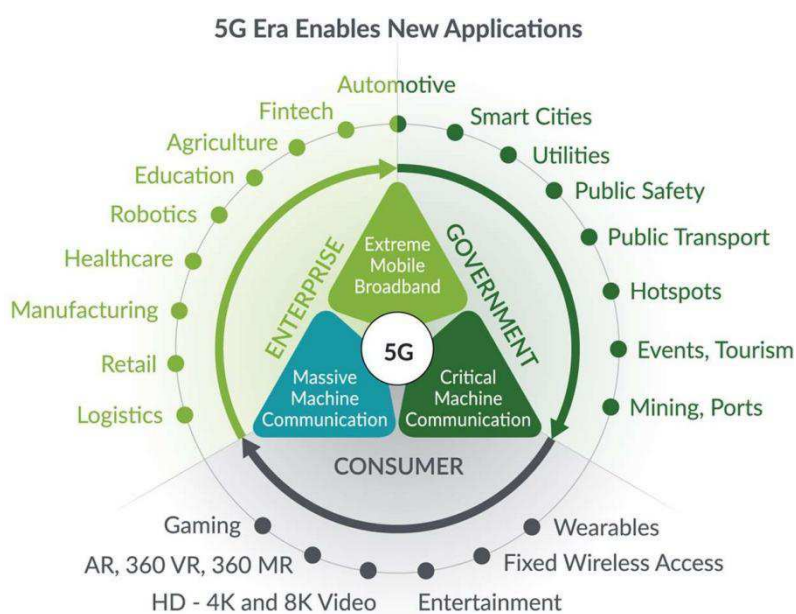 5G Era Enables New Applications
Automotive
Fintech
Agriculture
Education
Robotics
Healthcare
Manufacturing
Retail
Logistics
Smart Cities
Utilities
Public Safety
Public Transport
Hotspots
Events, Tourism
Mining, Ports
ENTERPRISE
GOVERNMENT
Extreme
Mobile
Broadband
5G
Massive
Machine
Communication
Critical
Machine
Communication
CONSUMER
Gaming
AR, 360 VR, 360 MR
HD - 4K and 8K Video
Entertainment
Fixed Wireless Access
Wearables